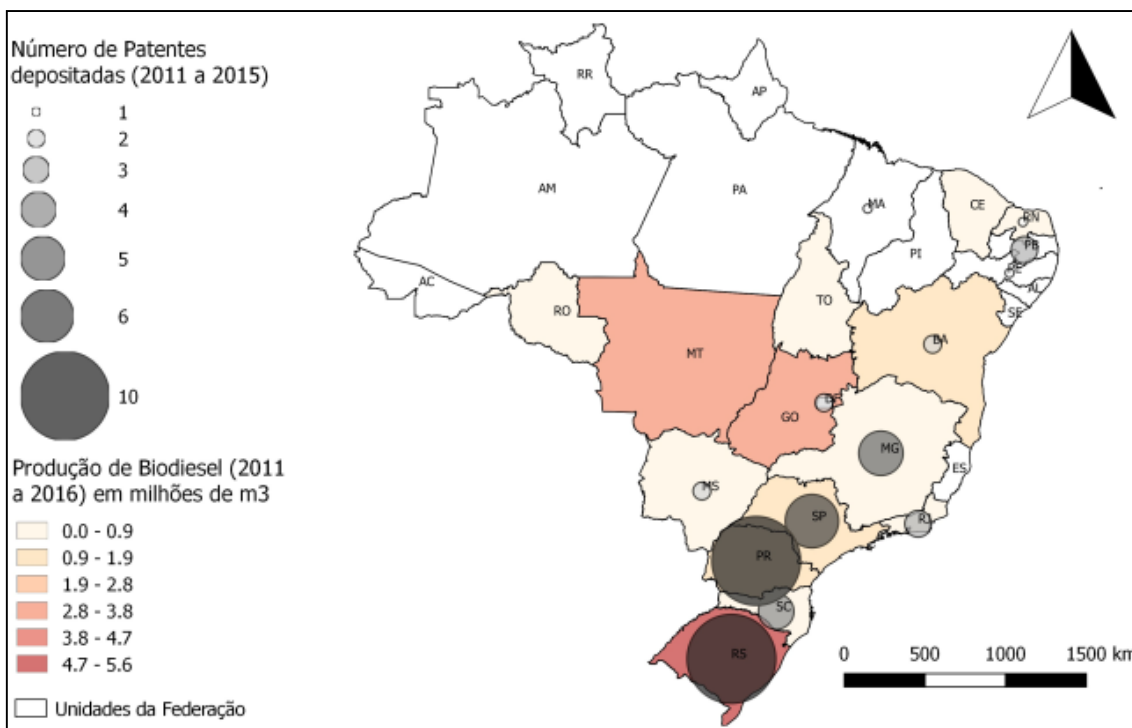 Número de Patentes
depositadas (2011 a 2015)
1
2
3
4
5
6
10
Produção de Biodiesel (2011
a 2016) em milhões de m3
0.0 - 0.9
0.9 - 1.9
1.9 - 2.8
2.8 - 3.8
3.8 - 4.7
4.7 - 5.6
Unidades da Federação
RR
AP
AM
PA
MA
CE
RN
PB
PI
PE
AL
SE
AC
RO
TO
BA
MT
GO
DF
MG
ES
MS
SP
RJ
PR
SC
RS
0 500 1000 1500 km